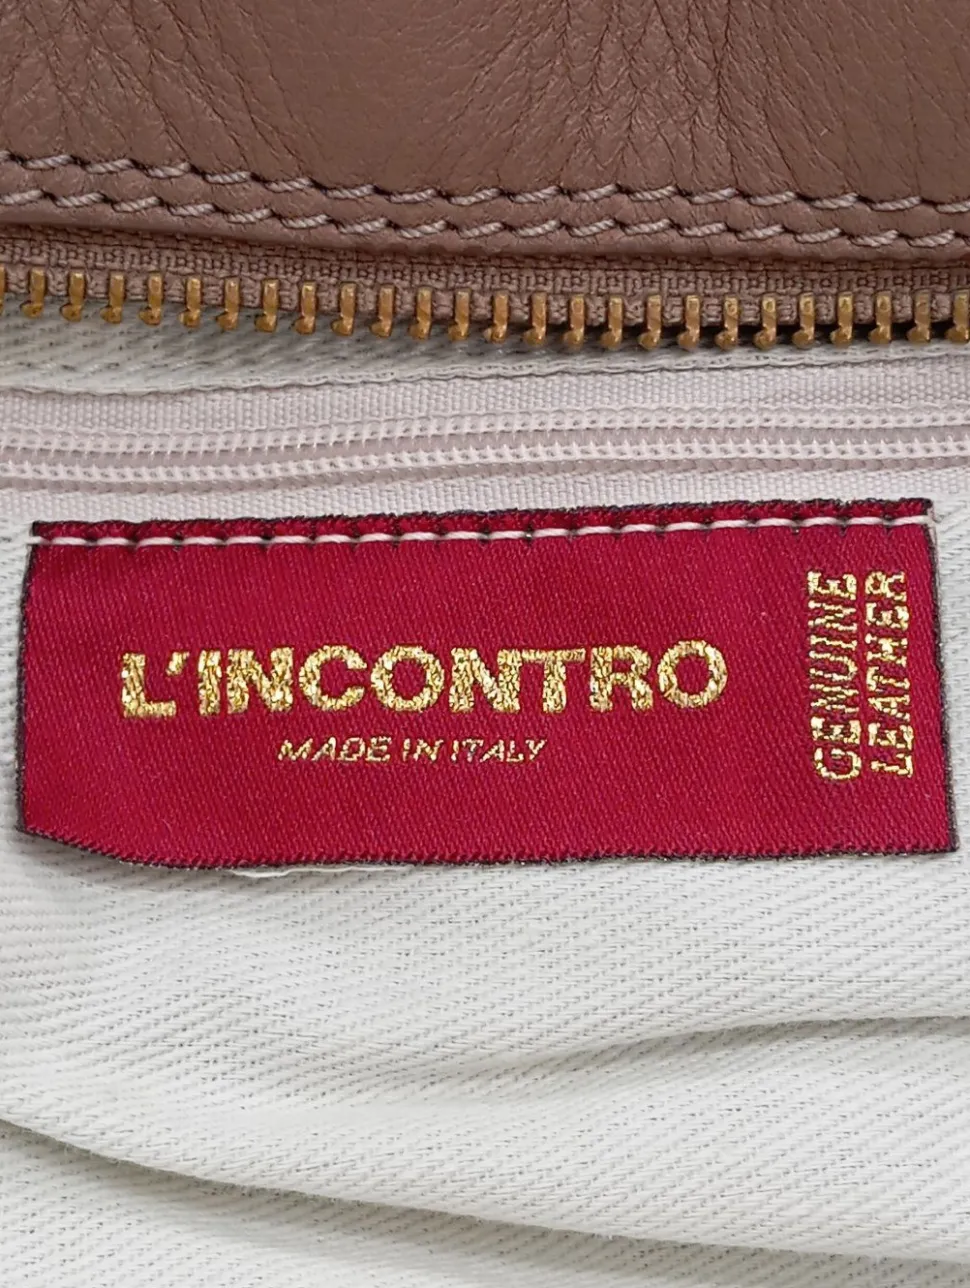 L'INCONTRO
MADE IN ITALY
GENUINE
LEATHER